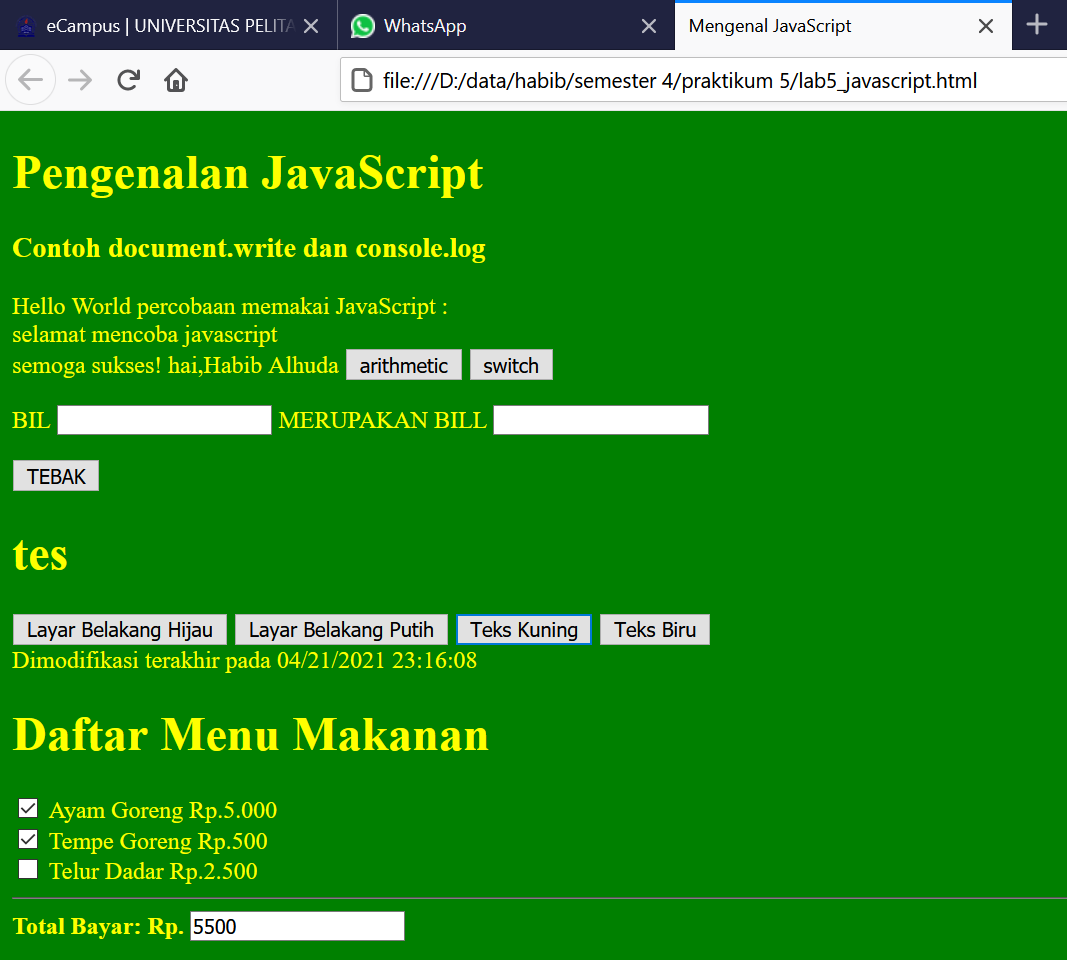 eCampus | UNIVERSITAS PELITA
WhatsApp
Mengenal JavaScript
file:///D:/data/habib/semester 4/praktikum 5/lab5_javascript.html
Pengenalan JavaScript
Contoh document.write dan console.log
Hello World percobaan memakai JavaScript :
selamat mencoba javascript
semoga sukses! hai,Habib Alhuda arithmetic switch
BIL MERUPAKAN BILL
TEBAK
tes
Layar Belakang Hijau Layar Belakang Putih Teks Kuning Teks Biru
Dimodifikasi terakhir pada 04/21/2021 23:16:08
Daftar Menu Makanan
Ayam Goreng Rp.5.000
Tempe Goreng Rp.500
Telur Dadar Rp.2.500
Total Bayar: Rp. 5500